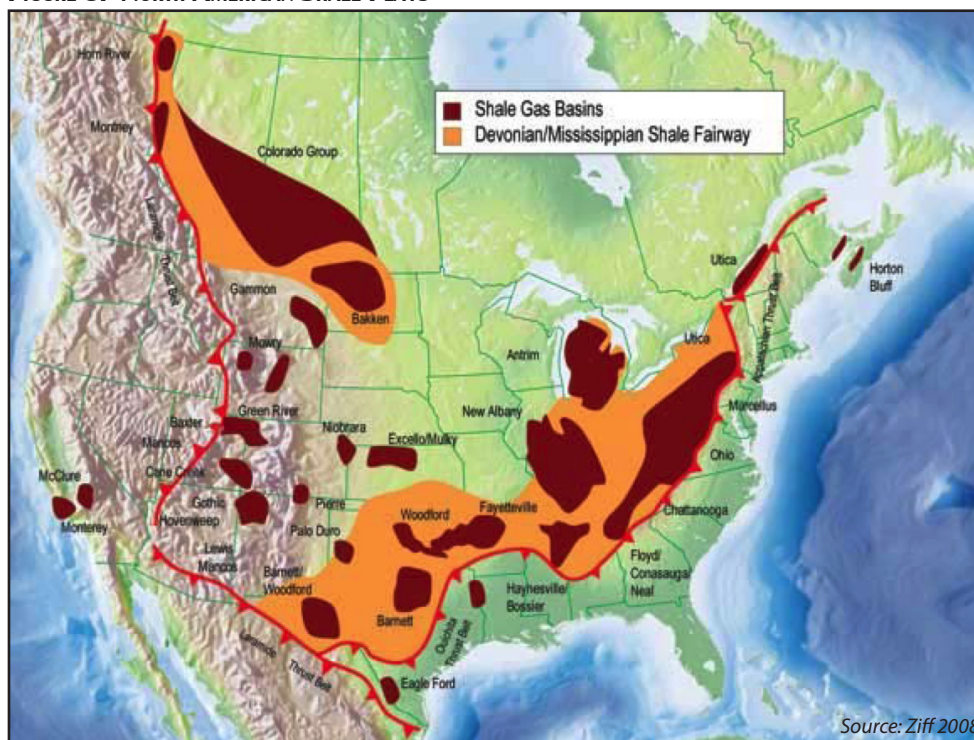 Horn River
Shale Gas Basins
Devonian/Mississippian Shale Fairway
Montney
Colorado Group
Laramide Thrust Belt
Utica
Horton
Bluff
Gammon
Bakken
Appalachian Thrust Belt
Utica
Mowry
Antrim
Green River
New Albany
Marcellus
Baxter
Niobrara
Excello/Mulky
Mancos
Ohio
McClure
Cane Creek
Fayetteville
Gothic
Pierre
Woodford
Chattanooga
Monterey
Hovenweep
Palo Duro
Lewis
Mancos
Barnett/
Woodford
Haynesville/
Bossier
Floyd/
Conasauga/
Neal
Barnett
Ouchita
Thrust Belt
Laramide Thrust Belt
Eagle Ford
Source: Ziff 2008